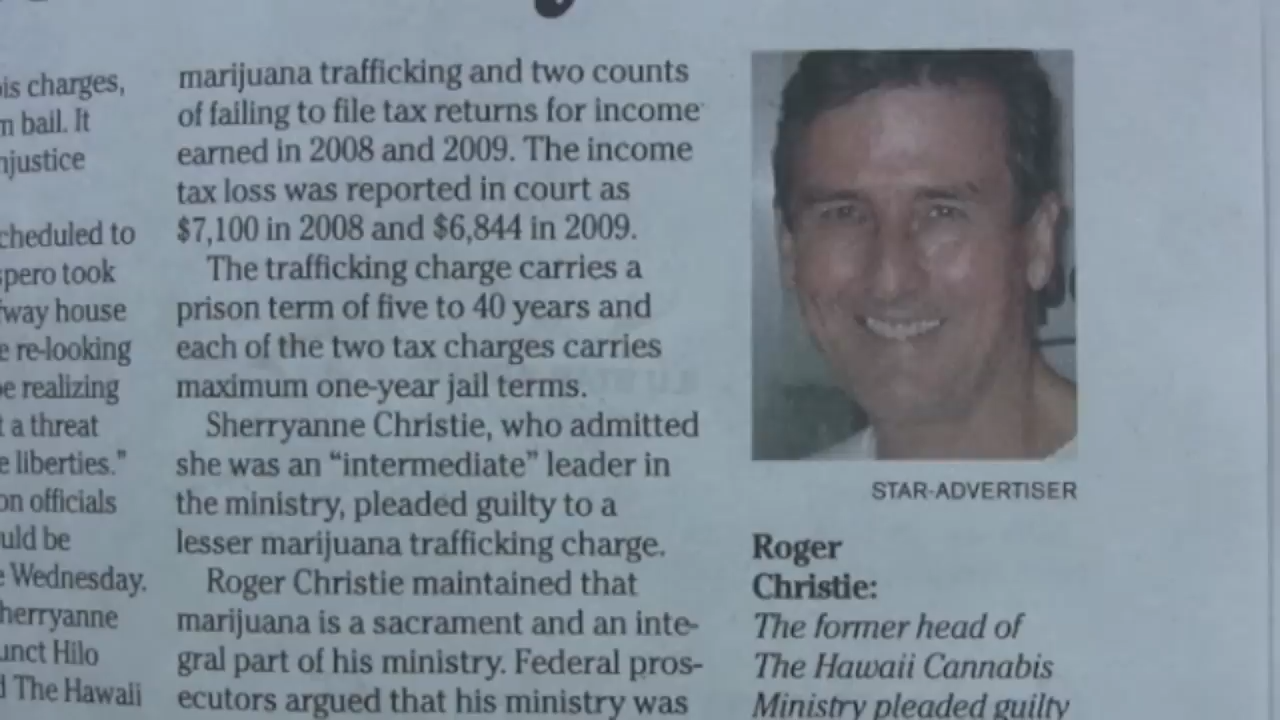 is charges,
bail. It
justice
scheduled to
pero took
way house
re-looking
realizing
a threat
liberties."
on officials
uld be
Wednesday.
herryanne
unct Hilo
The Hawaii
marijuana trafficking and two counts
of failing to file tax returns for income
earned in 2008 and 2009. The income
tax loss was reported in court as
$7,100 in 2008 and $6,844 in 2009.
The trafficking charge carries a
prison term of five to 40 years and
each of the two tax charges carries
maximum one-year jail terms.
Sherryanne Christie, who admitted
she was an “intermediate” leader in
the ministry, pleaded guilty to a
lesser marijuana trafficking charge.
Roger Christie maintained that
marijuana is a sacrament and an inte-
gral part of his ministry. Federal pros-
ecutors argued that his ministry was
STAR-ADVERTISER
Roger
Christie:
The former head of
The Hawaii Cannabis
Ministry pleaded guilty